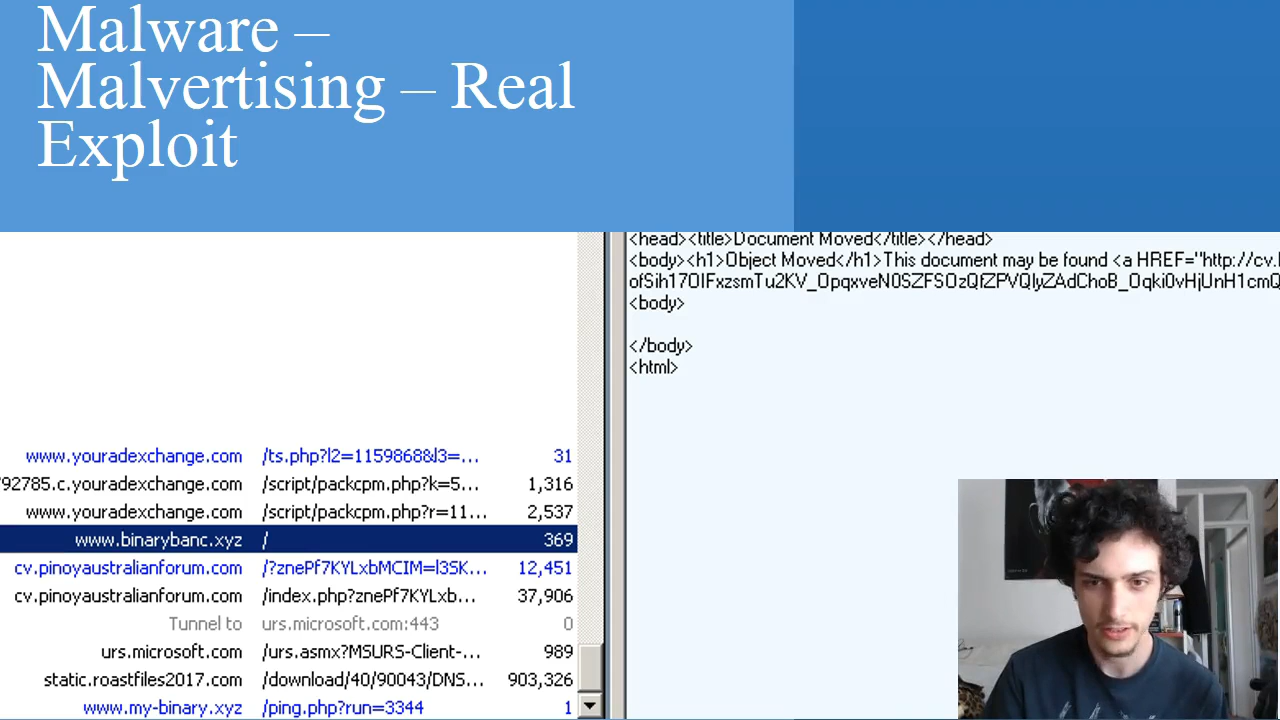 Malware –
Malvertising – Real
Exploit
<head><title>Document Moved</title></head>
<body><h1>Object Moved</h1>This document may be found <a HREF="http://cv.
<body>
</body>
<html>
www.youradexchange.com /ts.php?l2=1159868&l3=... 31
792785.c.youradexchange.com /script/packcpm.php?k=5... 1,316
www.youradexchange.com /script/packcpm.php?r=11... 2,537
www.binarybanc.xyz / 369
cv.pinoyaustralianforum.com /?znePf7KYLxbMCIM=l3SK... 12,451
cv.pinoyaustralianforum.com /index.php?znePf7KYLxb... 37,906
Tunnel to urs.microsoft.com:443 0
urs.microsoft.com /urs.asmx?MSURS-Client-... 989
static.roastfiles2017.com /download/40/90043/DNS... 903,326
www.my-binary.xyz /ping.php?run=3344 1